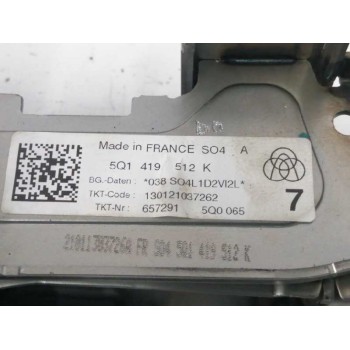 Made in FRANCE SO4 A
5Q1 419 512 K
BG.-Daten : *038 SO4L1D2VI2L*
TKT-Code : 130121037262
TKT-Nr : 657291 5Q0 065
7
FR SO4 5Q1 419 512 K